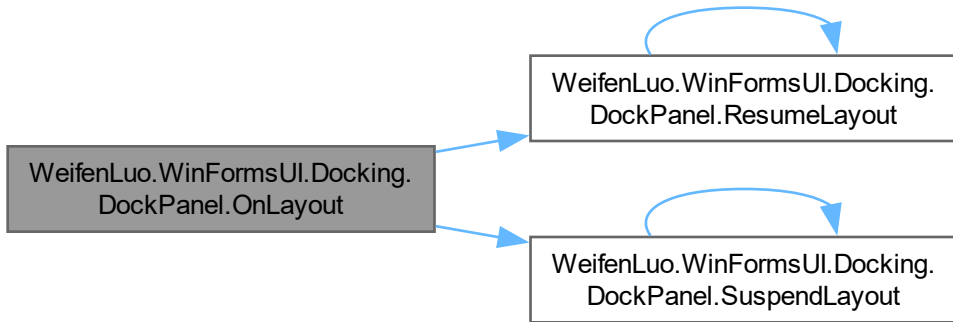 WeifenLuo.WinFormsUI.Docking.
DockPanel.ResumeLayout
WeifenLuo.WinFormsUI.Docking.
DockPanel.OnLayout
WeifenLuo.WinFormsUI.Docking.
DockPanel.SuspendLayout